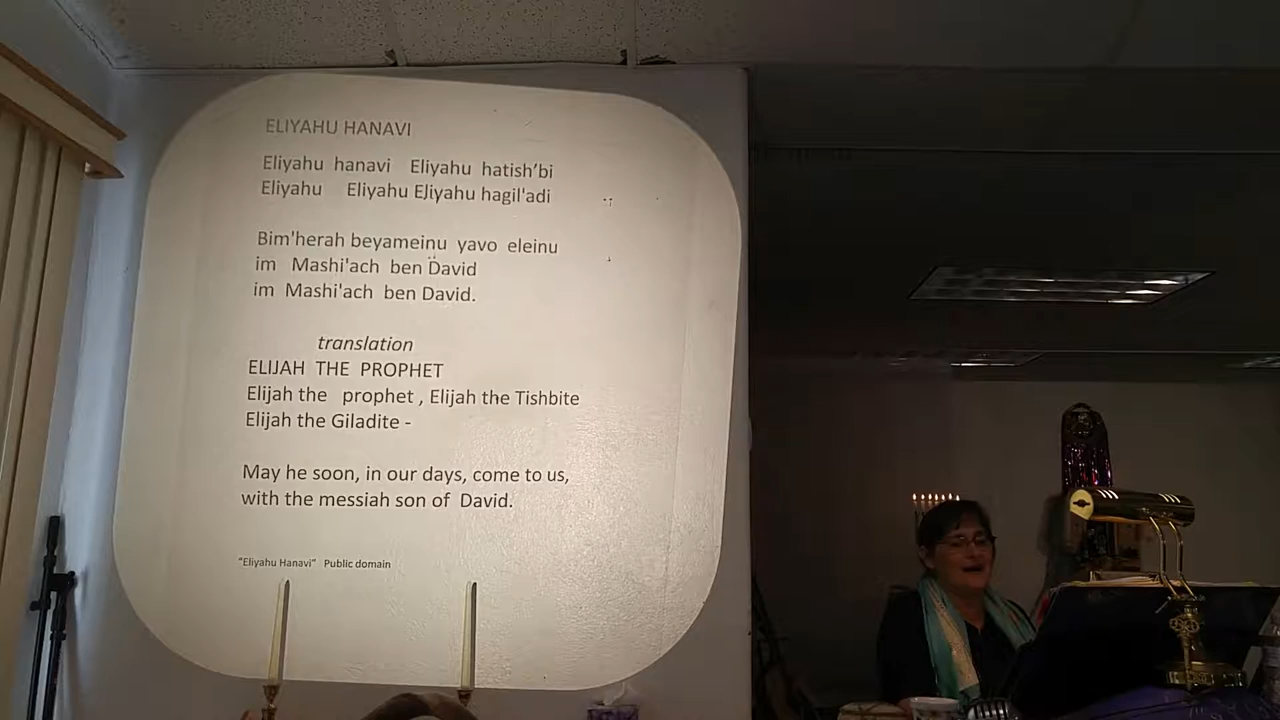 ELIYAHU HANAVI
Eliyahu hanavi Eliyahu hatish'bi
Eliyahu Eliyahu Eliyahu hagil'adi
Bim'herah beyameinu yavo eleinu
im Mashi'ach ben David
im Mashi'ach ben David.
translation
ELIJAH THE PROPHET
Elijah the prophet , Elijah the Tishbite
Elijah the Giladite -
May he soon, in our days, come to us,
with the messiah son of David.
“Eliyahu Hanavi” Public domain